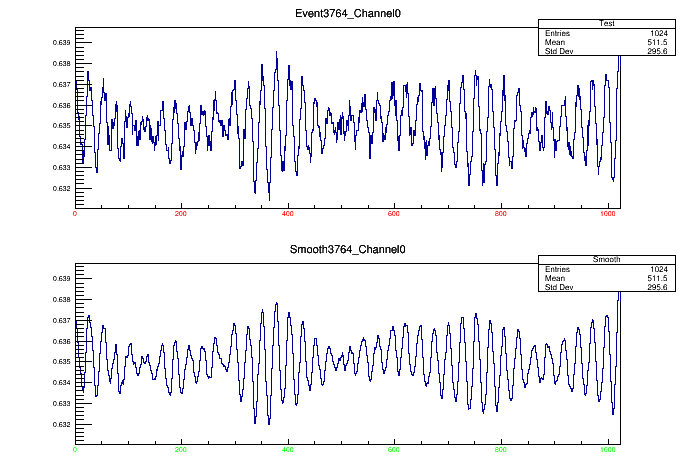 Event3764_Channel0
Test
Entries 1024
Mean 511.5
Std Dev 295.6
0.639
0.638
0.637
0.636
0.635
0.634
0.633
0.632
0 200 400 600 800 1000
Smooth3764_Channel0
Smooth
Entries 1024
Mean 511.5
Std Dev 295.6
0.639
0.638
0.637
0.636
0.635
0.634
0.633
0.632
0 200 400 600 800 1000